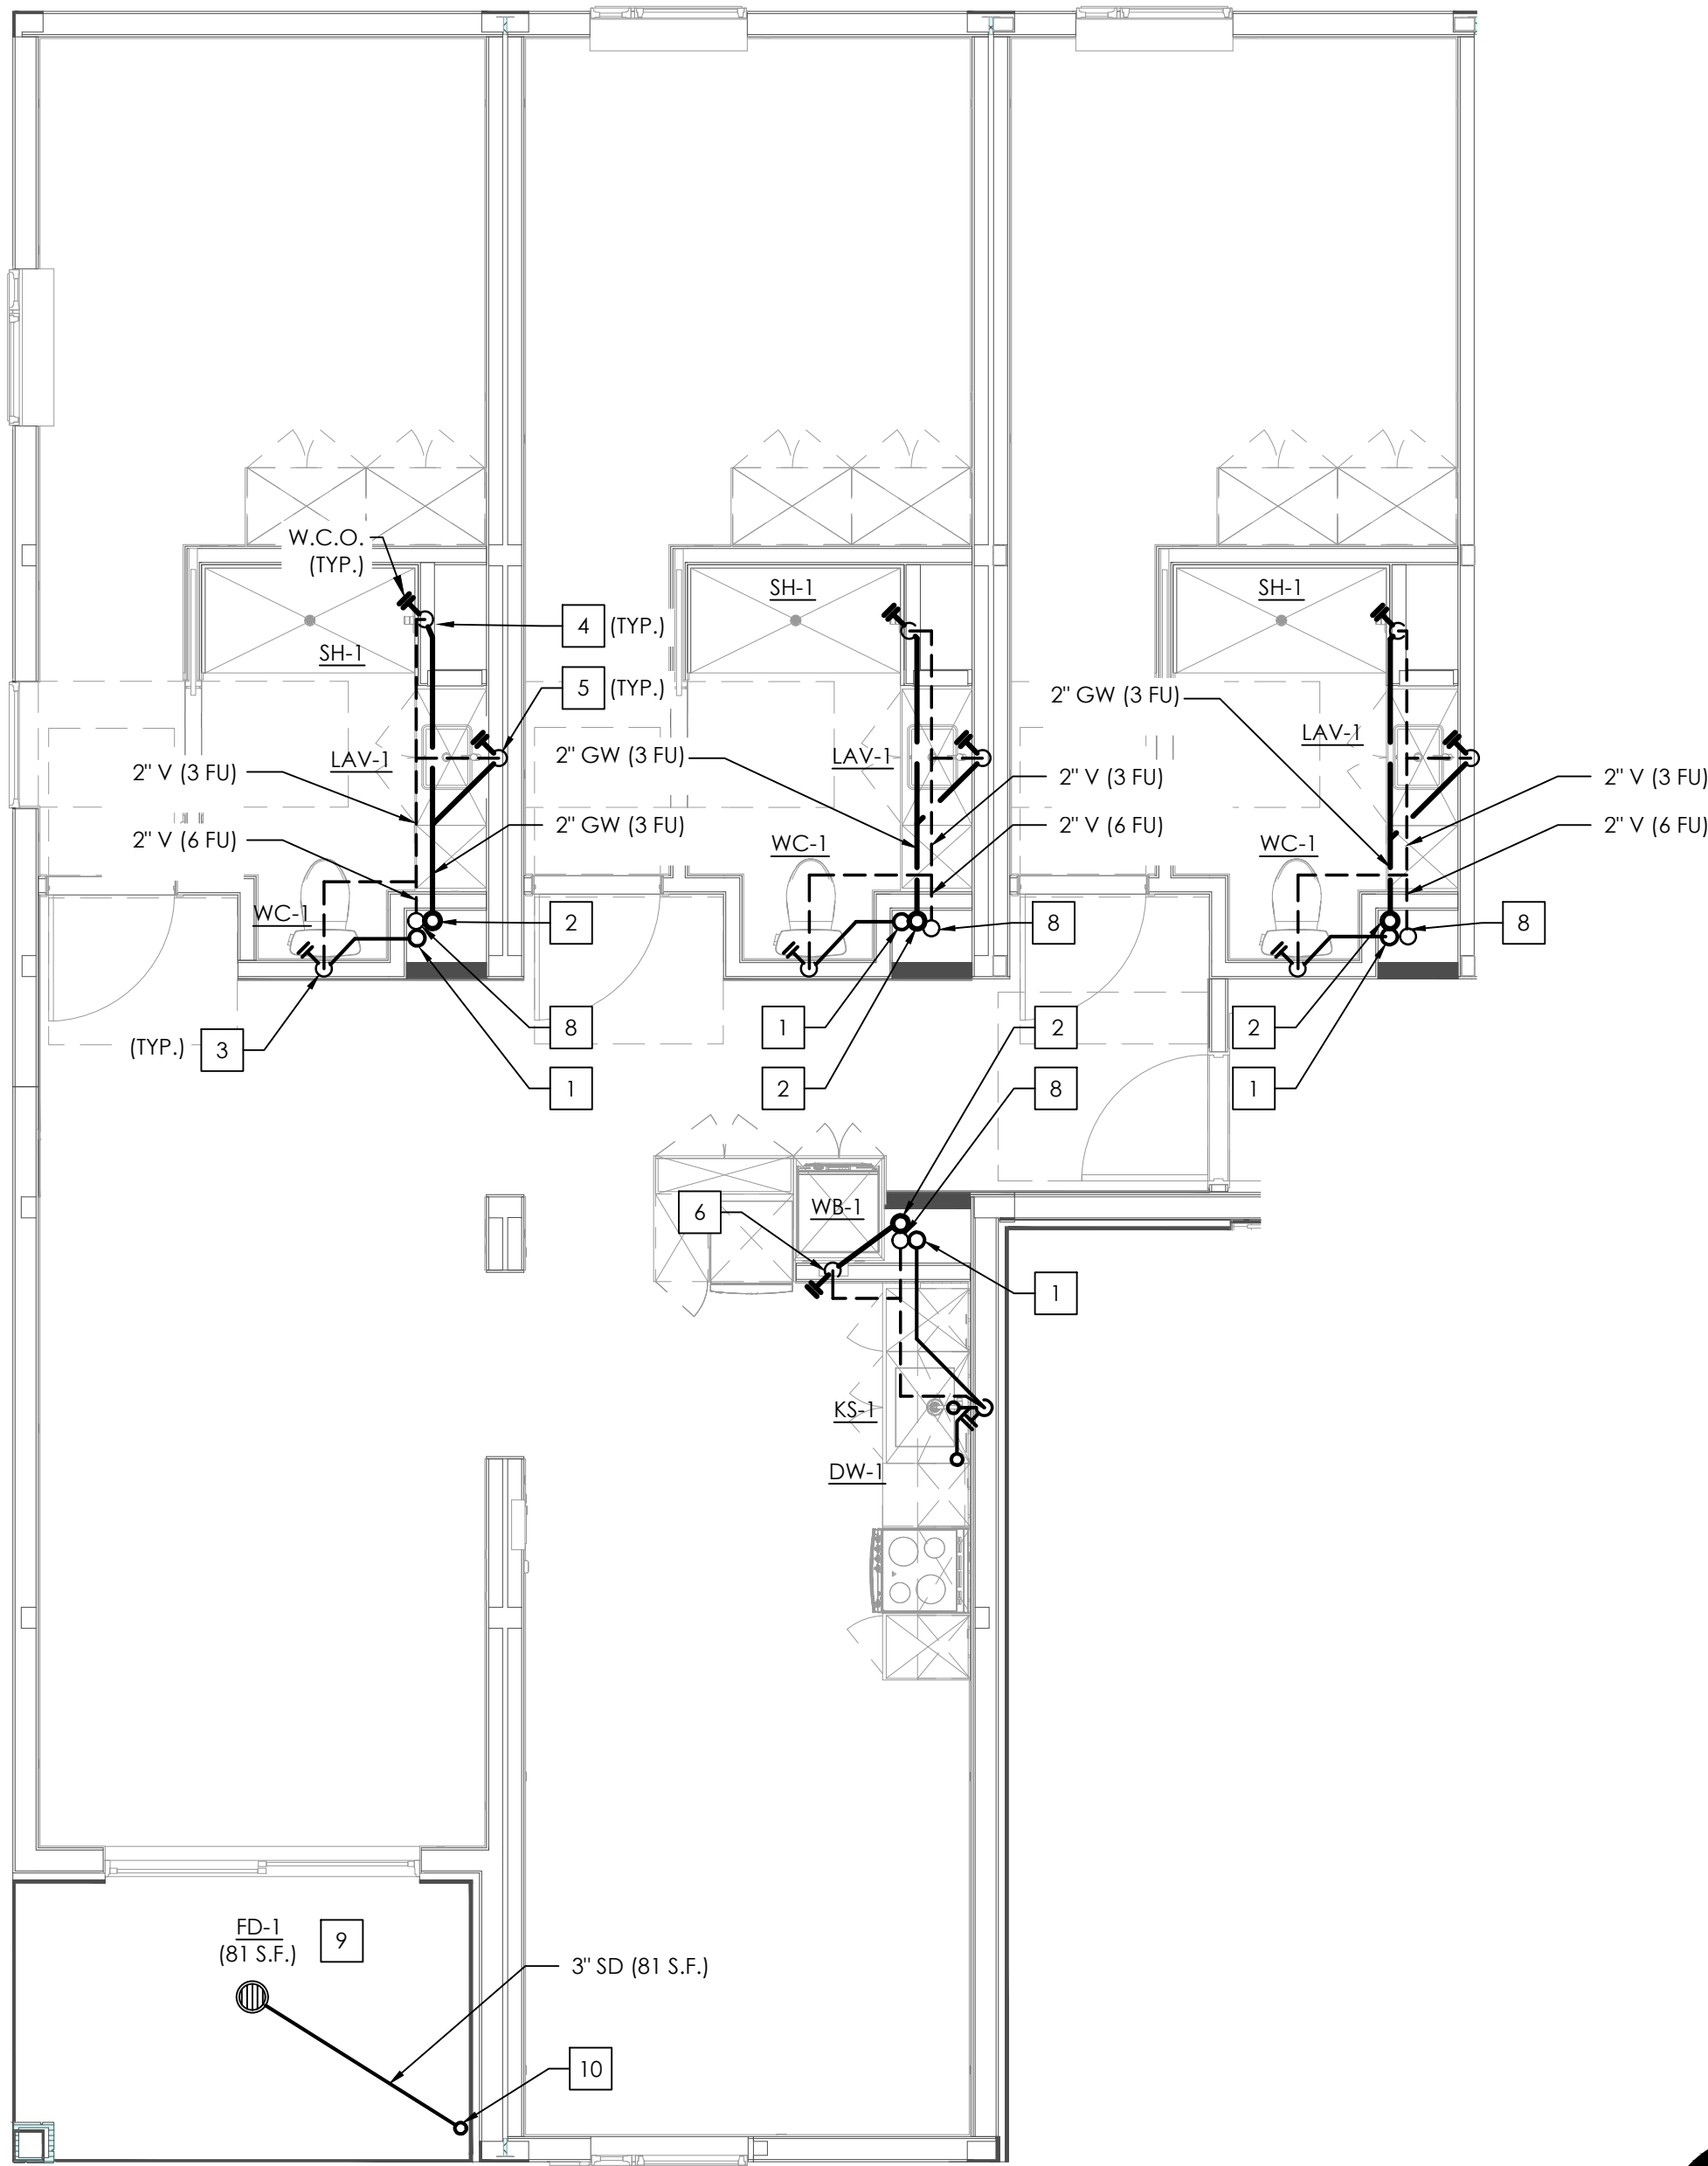 W.C.O.
(TYP.)
SH-1
SH-1
SH-1
4 (TYP.)
5 (TYP.)
2" GW (3 FU)
LAV-1
LAV-1
LAV-1
2" V (3 FU)
2" GW (3 FU)
2" V (3 FU)
2" V (3 FU)
2" V (6 FU)
2" GW (3 FU)
2" V (6 FU)
2" V (6 FU)
WC-1
WC-1
WC-1
2
8
8
(TYP.) 3
8
1
2
2
1
2
8
1
WB-1
6
1
KS-1
DW-1
FD-1
(81 S.F.)
9
3" SD (81 S.F.)
10